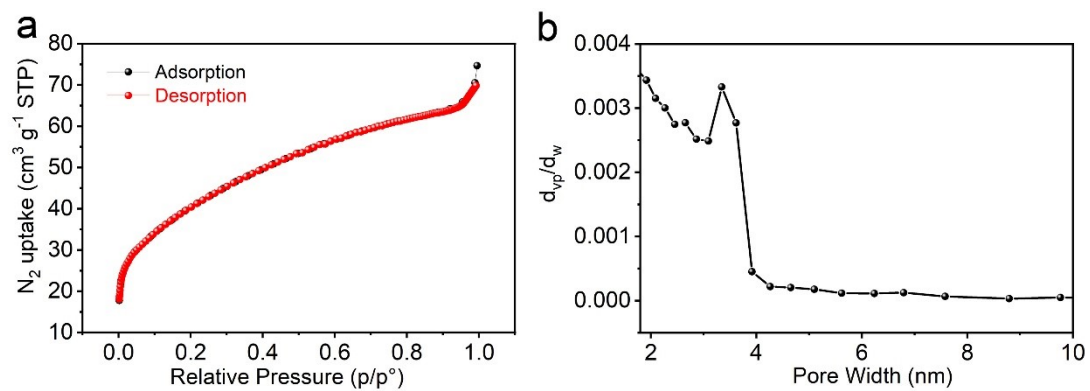 a
N₂ uptake (cm³ g⁻¹ STP)
80
70
60
50
40
30
20
10
Adsorption
Desorption
0.0 0.2 0.4 0.6 0.8 1.0
Relative Pressure (p/p°)
b
d_vp/d_w
0.004
0.003
0.002
0.001
0.000
2 4 6 8 10
Pore Width (nm)